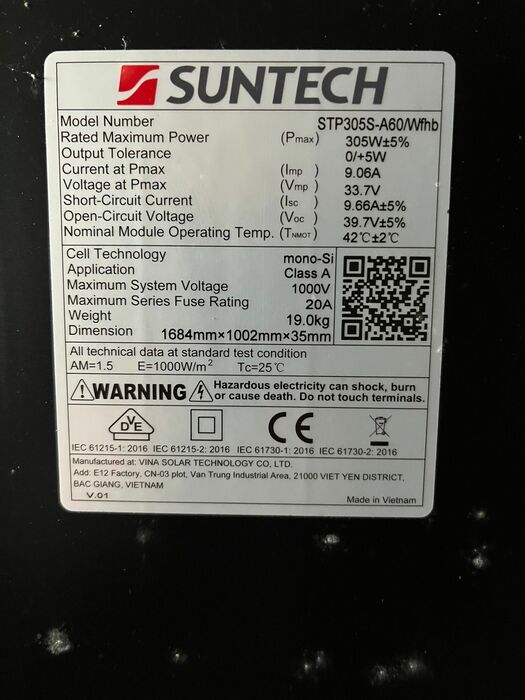 SUNTECH
Model Number STP305S-A60/Wfhb
Rated Maximum Power (Pmax) 305W±5%
Output Tolerance 0/+5W
Current at Pmax (Imp) 9.06A
Voltage at Pmax (Vmp) 33.7V
Short-Circuit Current (Isc) 9.66A±5%
Open-Circuit Voltage (Voc) 39.7V±5%
Nominal Module Operating Temp. (TNMOT) 42℃±2℃
Cell Technology mono-Si
Application Class A
Maximum System Voltage 1000V
Maximum Series Fuse Rating 20A
Weight 19.0kg
Dimension 1684mm×1002mm×35mm
All technical data at standard test condition
AM=1.5 E=1000W/m² Tc=25℃
WARNING Hazardous electricity can shock, burn
or cause death. Do not touch terminals.
DVE CE
IEC 61215-1: 2016 IEC 61215-2: 2016 IEC 61730-1: 2016 IEC 61730-2: 2016
Manufactured at: VINA SOLAR TECHNOLOGY CO, LTD.
Add: E12 Factory, CN-03 plot, Van Trung Industrial Area, 21000 VIET YEN DISTRICT,
BAC GIANG, VIETNAM
V.01 Made in Vietnam